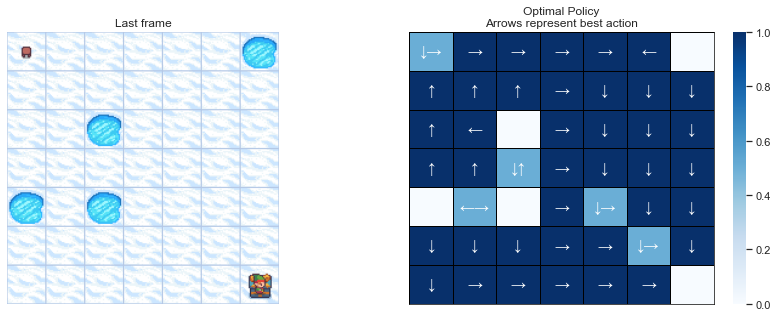 Last frame
Optimal Policy
Arrows represent best action
↓→ → → → → ←
↑ ↑ ↑ → ↓ ↓ ↓
↑ ← → ↓ ↓ ↓
↑ ↑ ↓↑ → ↓ ↓ ↓
←→ → ↓→ ↓ ↓
↓ ↓ ↓ → → ↓→ ↓
↓ → → → → →
1.0
0.8
0.6
0.4
0.2
0.0